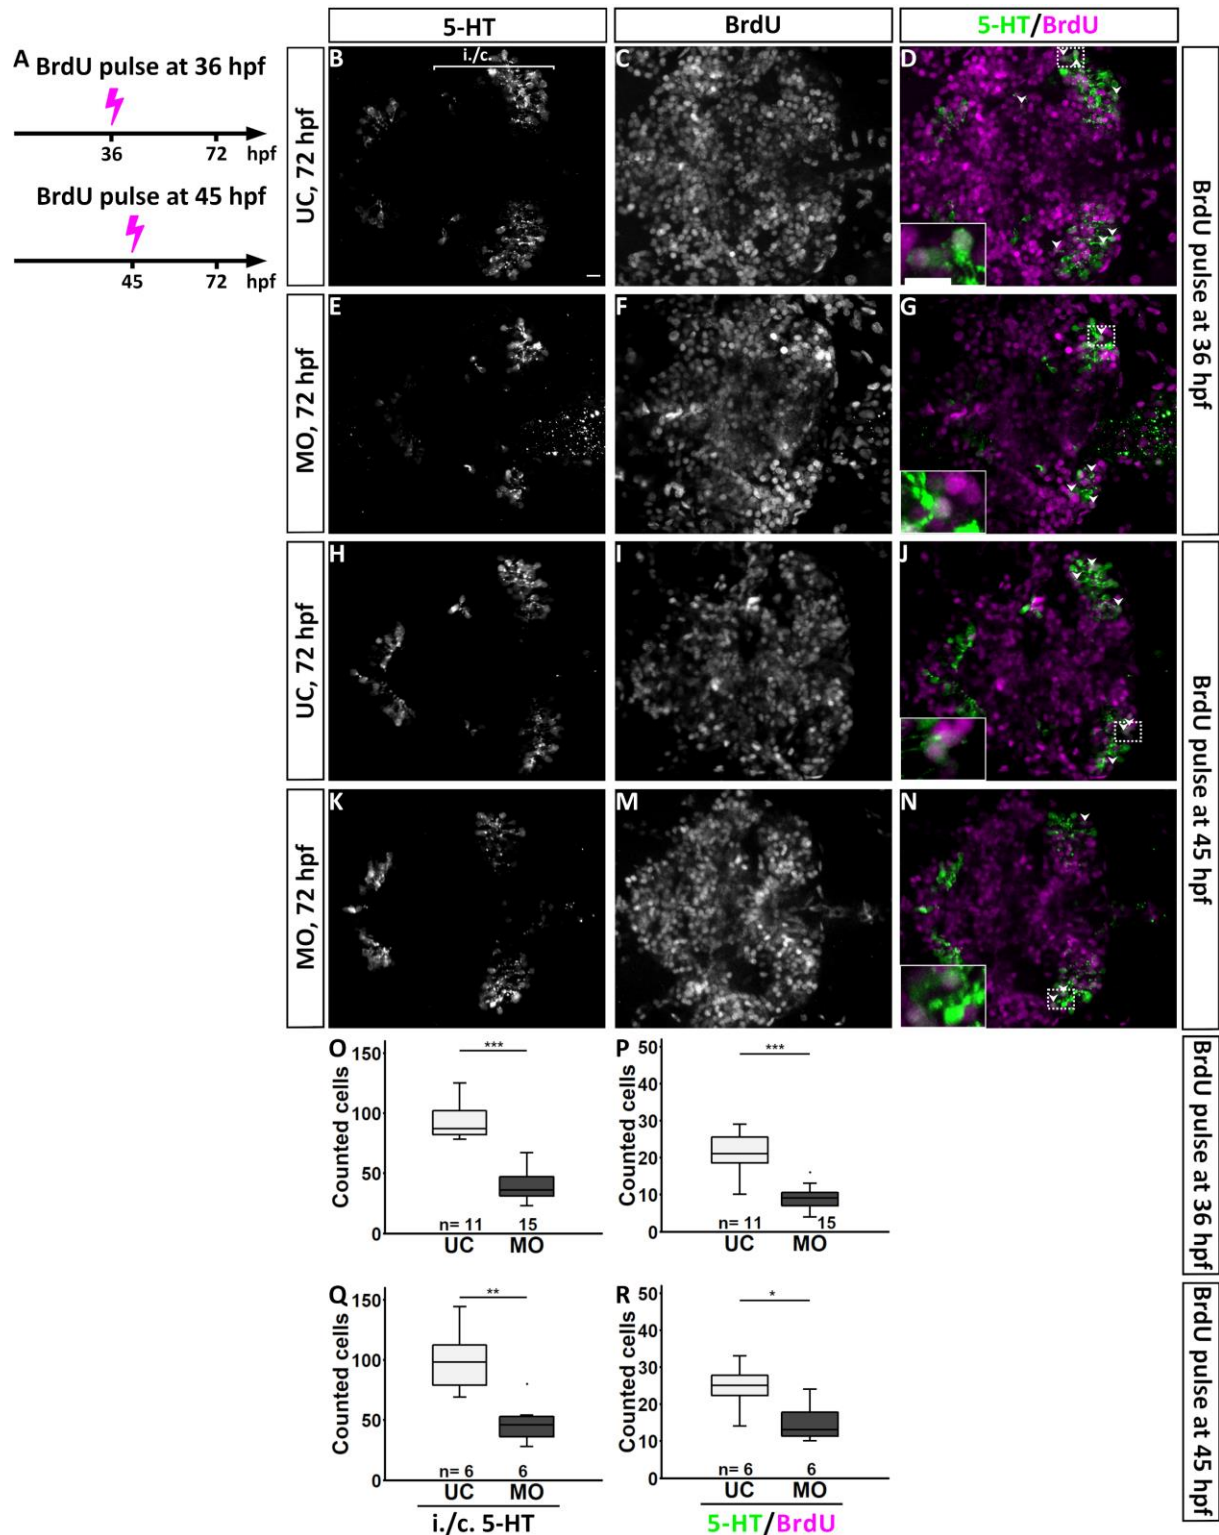 5-HT
BrdU
5-HT/BrdU
A
BrdU pulse at 36 hpf
36
72
hpf
BrdU pulse at 45 hpf
45
72
hpf
UC, 72 hpf
B
i./c.
C
D
MO, 72 hpf
E
F
G
BrdU pulse at 36 hpf
UC, 72 hpf
H
I
J
MO, 72 hpf
K
M
N
BrdU pulse at 45 hpf
O
Counted cells
150
100
50
0
***
n= 11
15
UC
MO
P
Counted cells
50
40
30
20
10
0
***
n= 11
15
UC
MO
BrdU pulse at 36 hpf
Q
Counted cells
150
100
50
0
**
n= 6
6
UC
MO
i./c. 5-HT
R
Counted cells
50
40
30
20
10
0
*
n= 6
6
UC
MO
5-HT/BrdU
BrdU pulse at 45 hpf